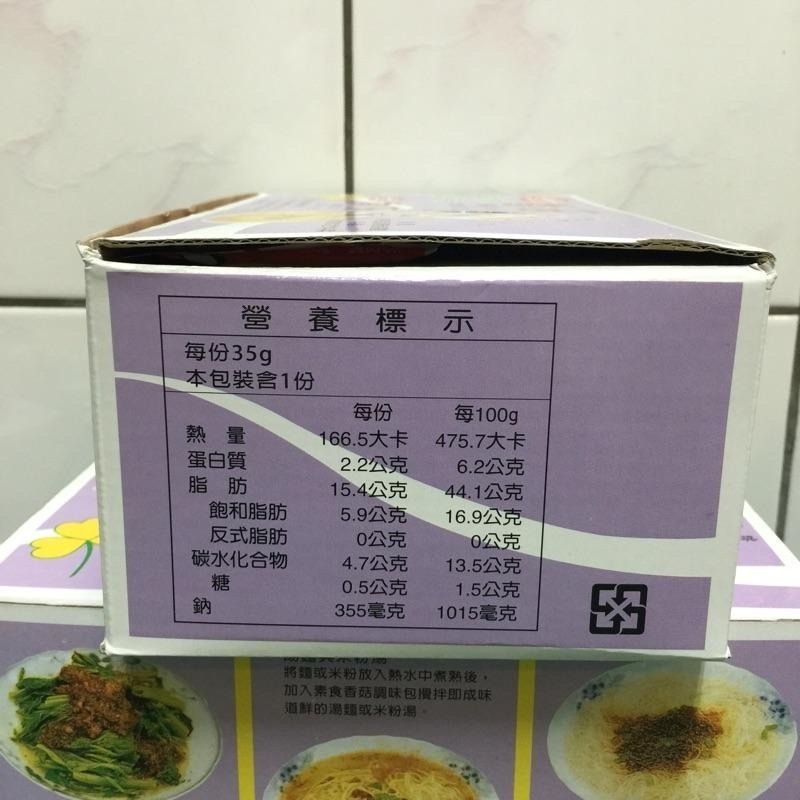 營養標示
每份35g
本包裝含1份
每份 每100g
熱量 166.5大卡 475.7大卡
蛋白質 2.2公克 6.2公克
脂肪 15.4公克 44.1公克
飽和脂肪 5.9公克 16.9公克
反式脂肪 0公克 0公克
碳水化合物 4.7公克 13.5公克
糖 0.5公克 1.5公克
鈉 355毫克 1015毫克
湯麵與米粉湯
將麵或米粉放入熱水中煮熟後，
加入素食香菇調味包攪拌即成味
道鮮的湯麵或米粉湯。